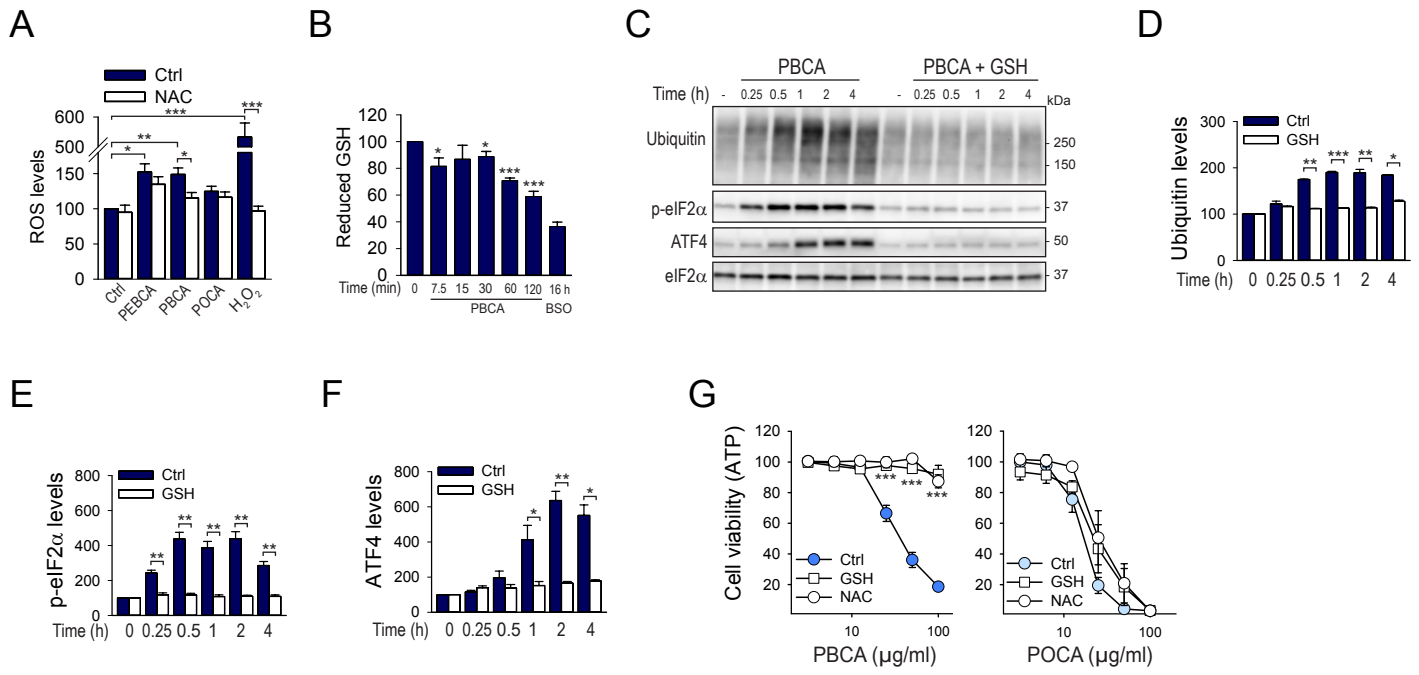 A
Ctrl
NAC
ROS levels
600
500
150
100
50
0
***
***
**
*
*
Ctrl
PEBCA
PBCA
POCA
H2O2
B
Reduced GSH
120
100
80
60
40
20
0
*
*
***
***
Time (min)
0 7.5 15 30 60 120 16 h
PBCA BSO
C
PBCA PBCA + GSH
Time (h) - 0.25 0.5 1 2 4 - 0.25 0.5 1 2 4 kDa
Ubiquitin
250
150
p-eIF2α 37
ATF4 50
eIF2α 37
D
Ubiquitin levels
300
200
100
0
Ctrl
GSH
** *** ** *
Time (h) 0 0.25 0.5 1 2 4
E
p-eIF2α levels
800
600
400
200
0
Ctrl
GSH
** ** ** ** **
Time (h) 0 0.25 0.5 1 2 4
F
ATF4 levels
800
600
400
200
0
Ctrl
GSH
* ** *
Time (h) 0 0.25 0.5 1 2 4
G
Cell viability (ATP)
120
100
80
60
40
20
*** *** ***
Ctrl
GSH
NAC
10 100
PBCA (µg/ml)
120
100
80
60
40
20
Ctrl
GSH
NAC
10 100
POCA (µg/ml)